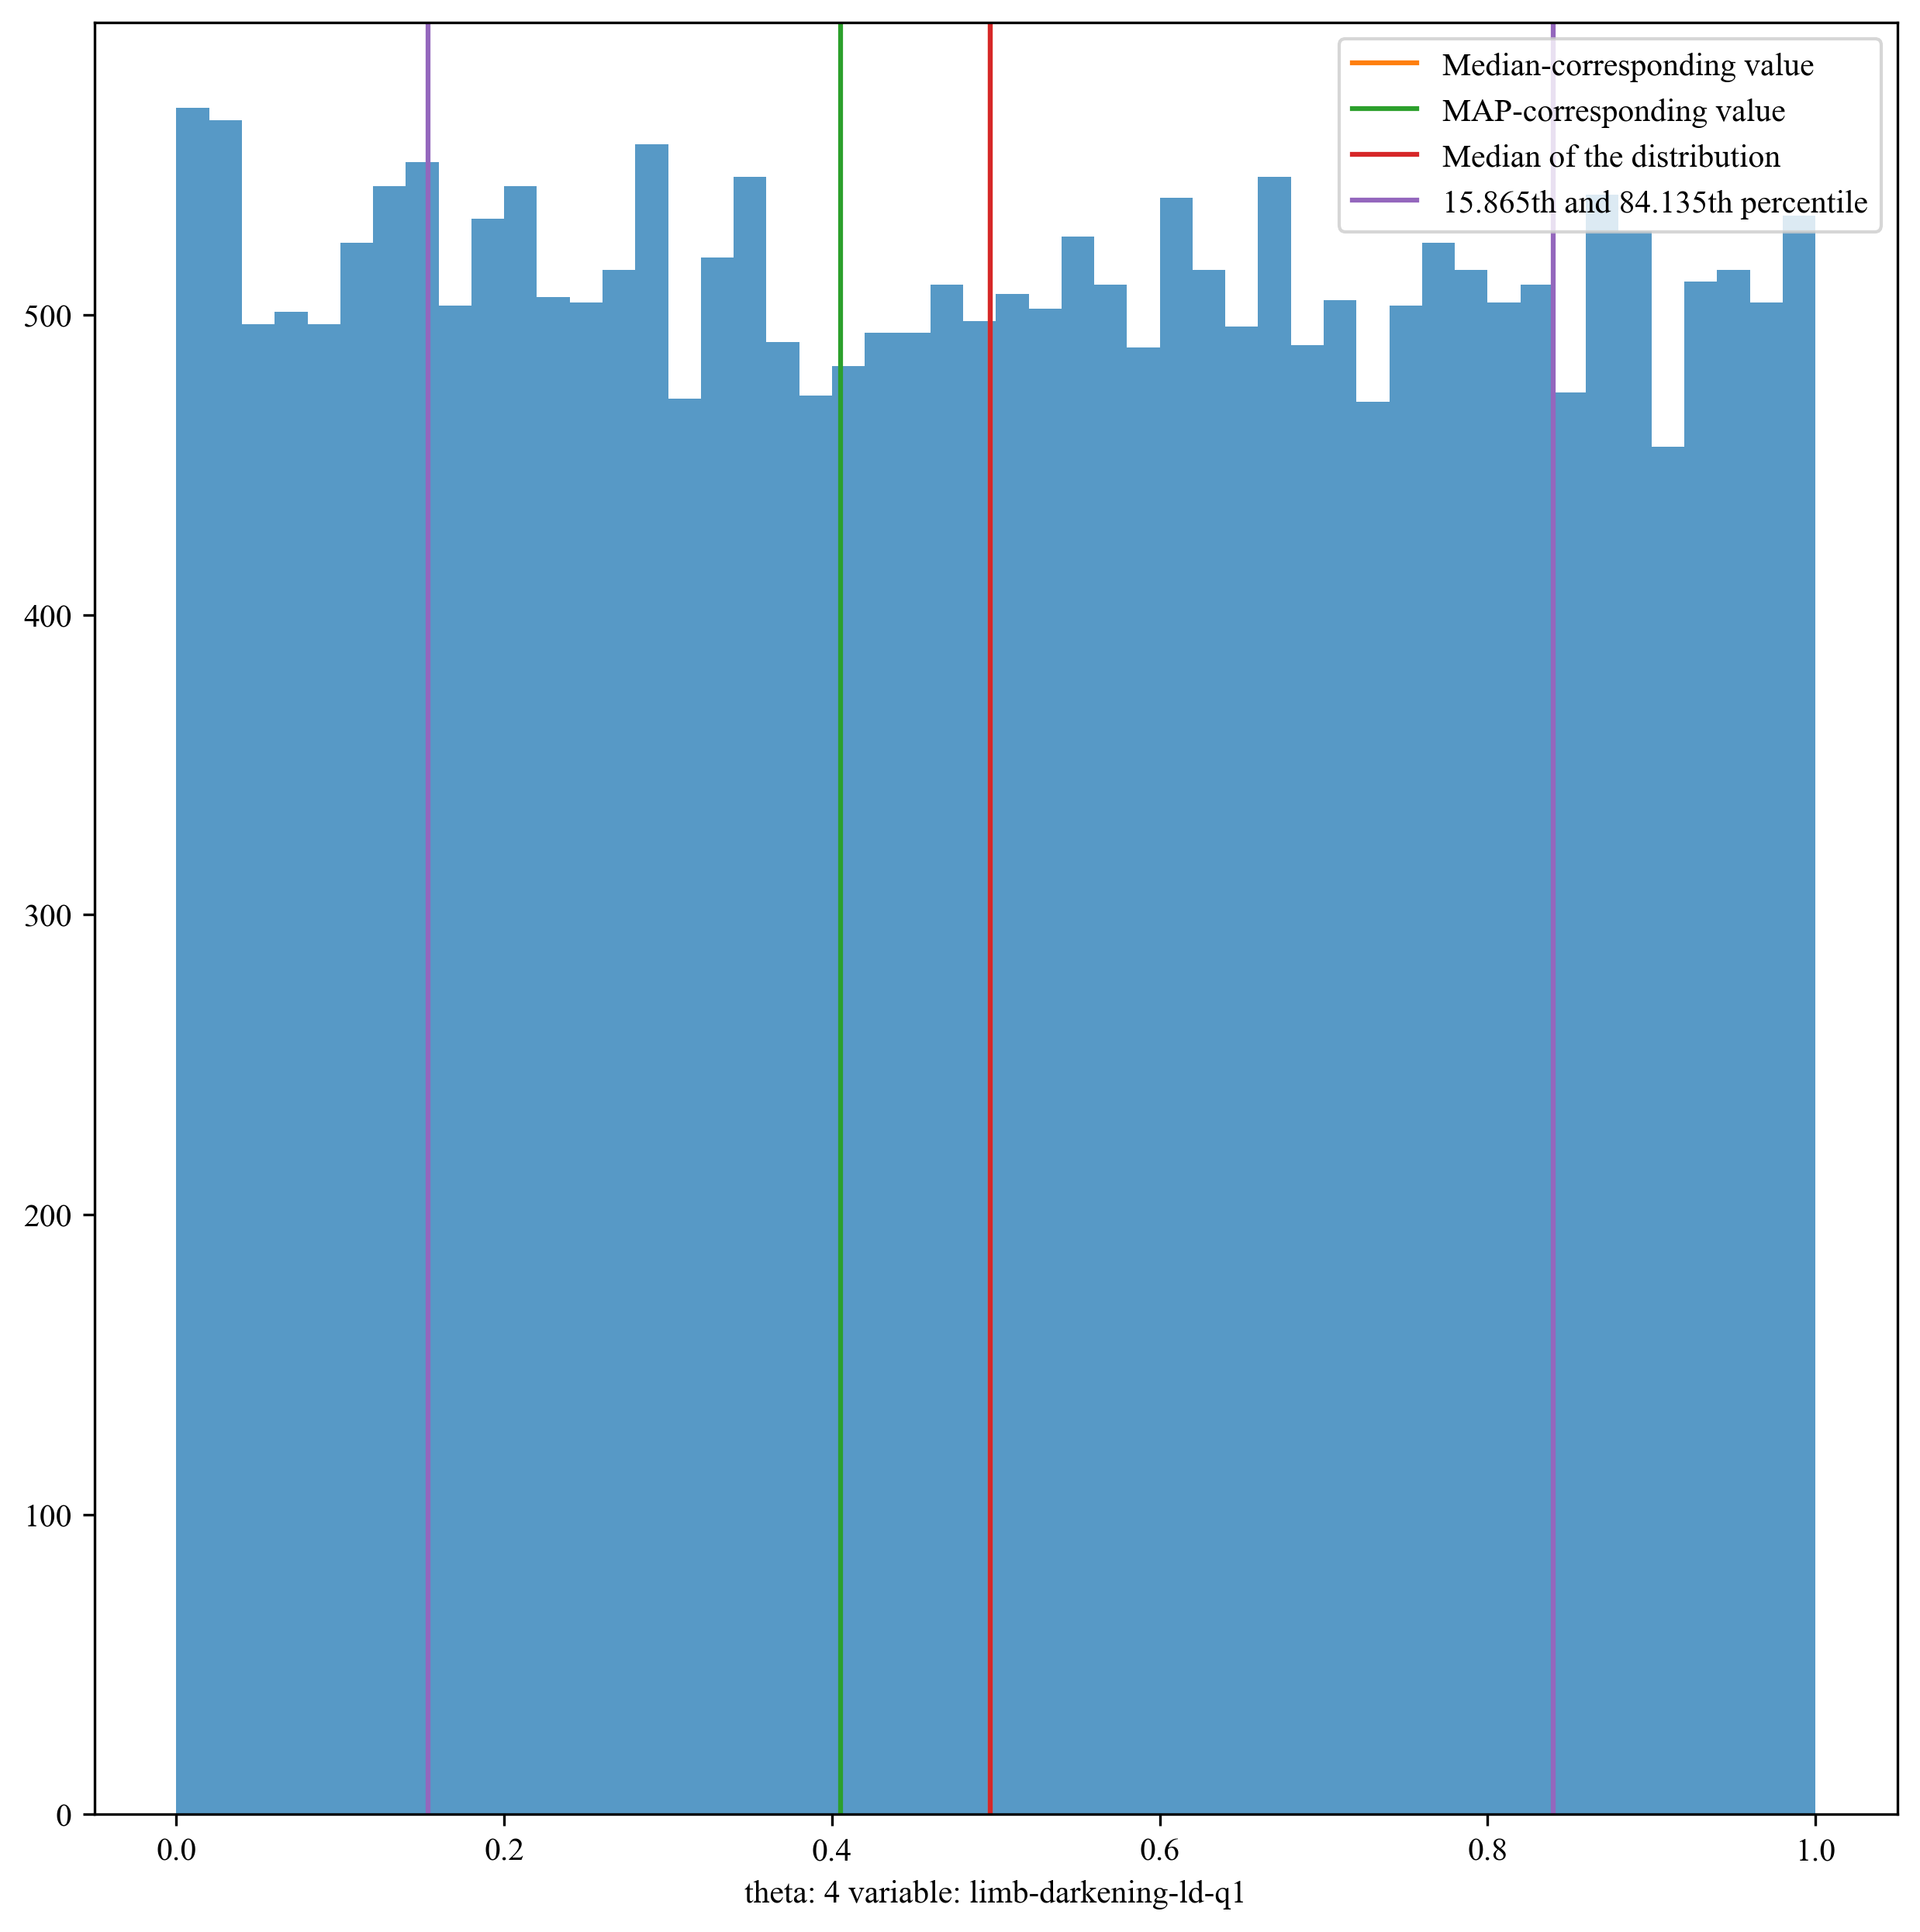 Median-corresponding value
MAP-corresponding value
Median of the distribution
15.865th and 84.135th percentile
500
400
300
200
100
0
0.0 0.2 0.4 0.6 0.8 1.0
theta: 4 variable: limb-darkening-ld-q1